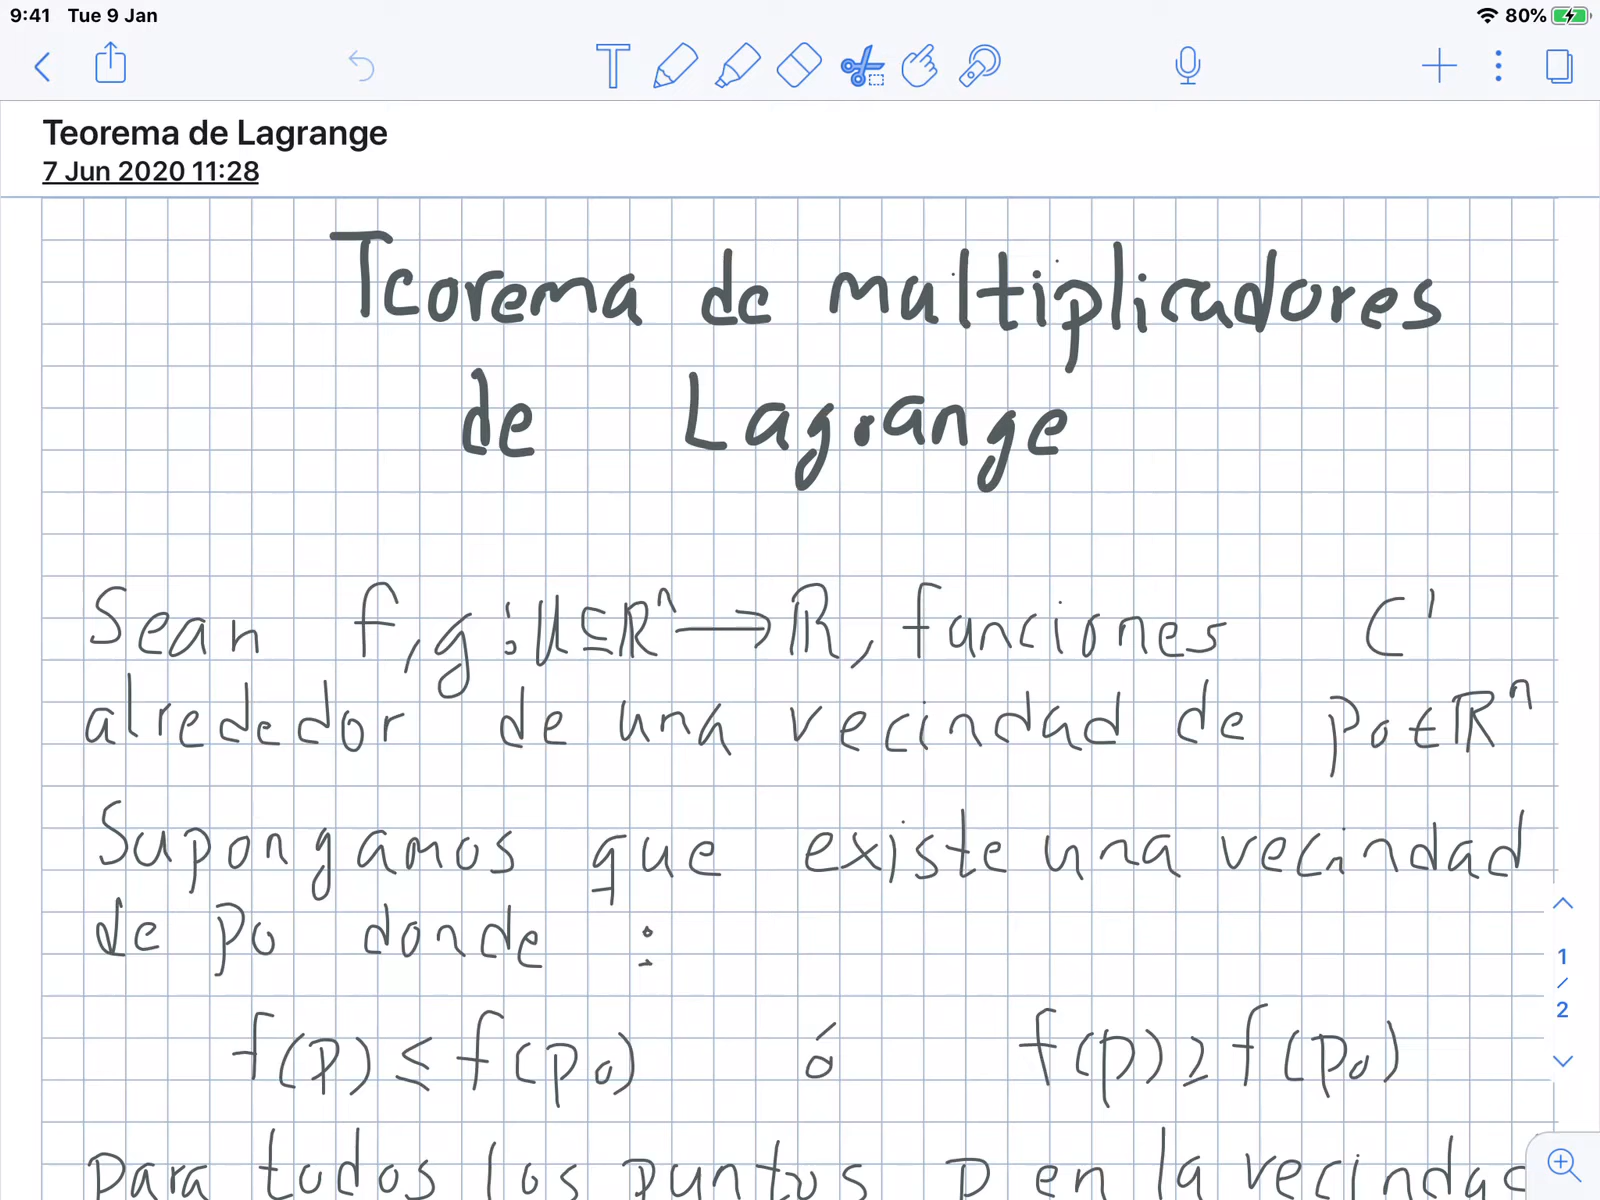 9:41 Tue 9 Jan 80%
Teorema de Lagrange
7 Jun 2020 11:28
Teorema de multiplicadores
de Lagrange
Sean f,g:U⊆ℝⁿ⟶ℝ, funciones C¹
alrededor de una vecindad de p₀∈ℝⁿ
Supongamos que existe una vecindad
de p₀ donde :
f(p)≤f(p₀) ó f(p)≥f(p₀)
Para todos los puntos p en la vecindad
1
/
2